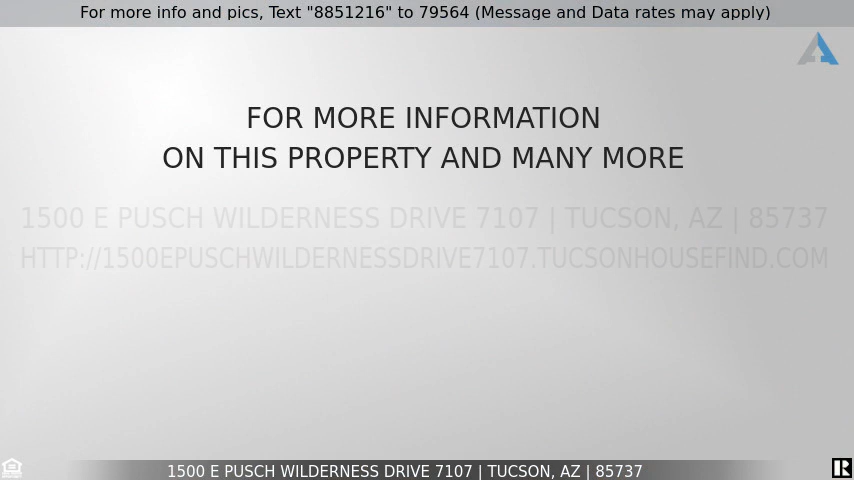 For more info and pics, Text "8851216" to 79564 (Message and Data rates may apply)
FOR MORE INFORMATION
ON THIS PROPERTY AND MANY MORE
1500 E PUSCH WILDERNESS DRIVE 7107 | TUCSON, AZ | 85737
HTTP://1500EPUSCHWILDERNESSDRIVE7107.TUCSONHOUSEFIND.COM
1500 E PUSCH WILDERNESS DRIVE 7107 | TUCSON, AZ | 85737